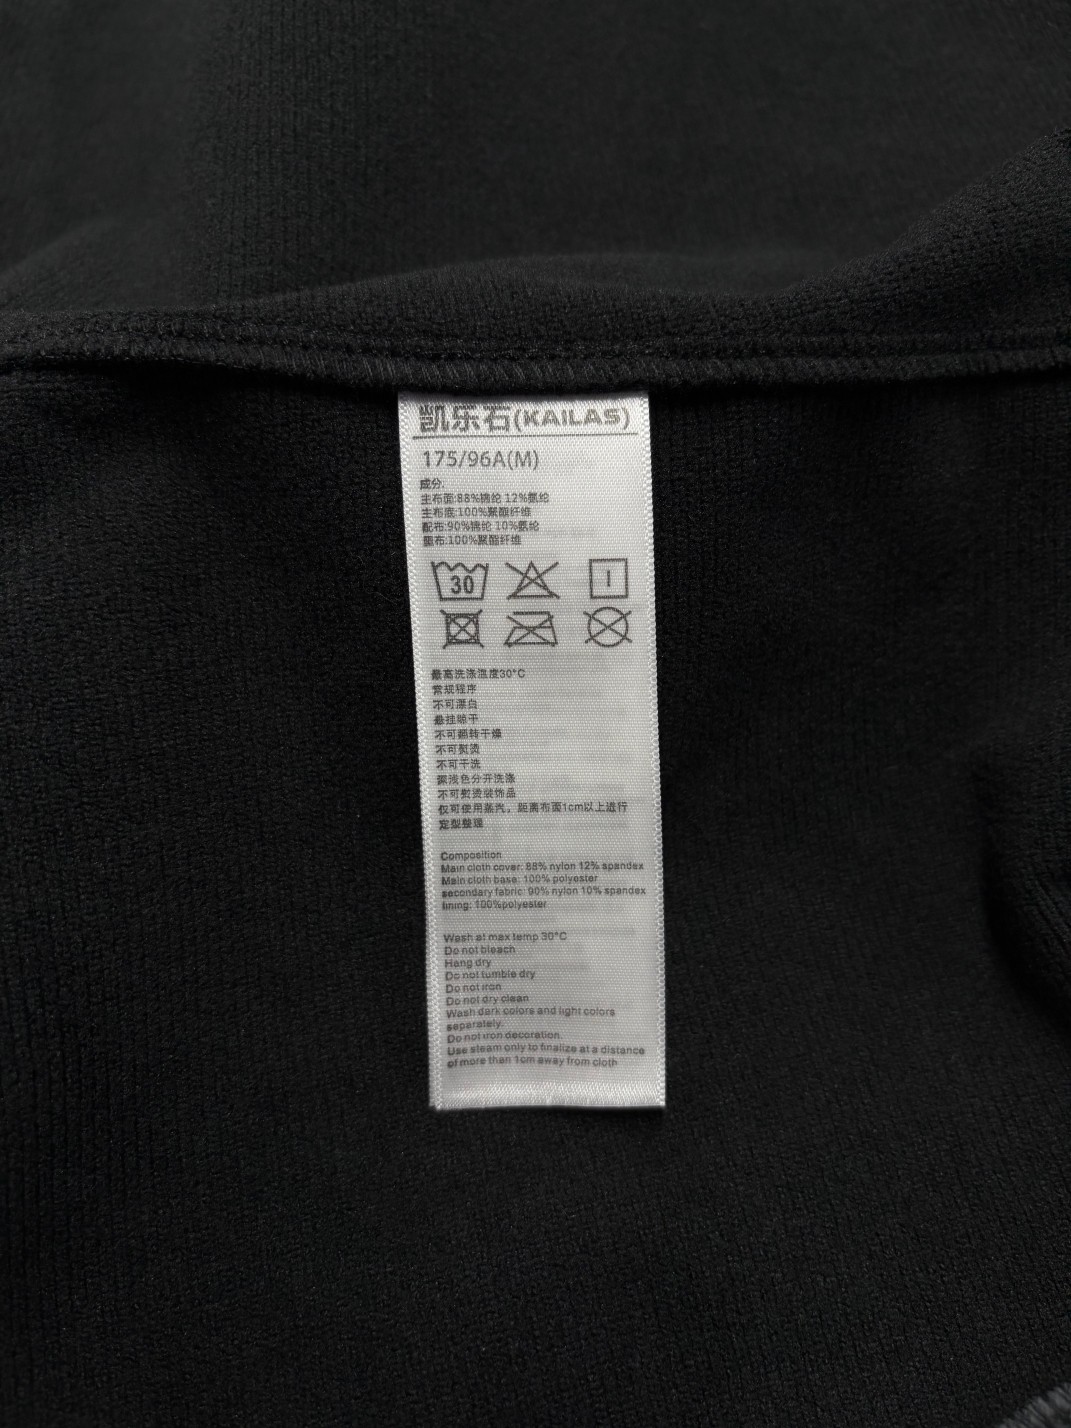 凯乐石(KAILAS)
175/96A(M)
成分:
主布面:88%锦纶 12%氨纶
主布底:100%聚酯纤维
配布:90%锦纶 10%氨纶
里布:100%聚酯纤维
30
最高洗涤温度30°C
常规程序
不可漂白
悬挂晾干
不可翻转干燥
不可熨烫
不可干洗
深浅色分开洗涤
不可熨烫装饰品
仅可使用蒸汽，距离布面1cm以上进行
定型整理
Composition
Main cloth cover: 88% nylon 12% spandex
Main cloth base: 100% polyester
secondary fabric: 90% nylon 10% spandex
lining: 100%polyester
Wash at max temp 30°C
Do not bleach
Hang dry
Do not tumble dry
Do not iron
Do not dry clean
Wash dark colors and light colors
separately.
Do not iron decoration.
Use steam only to finalize at a distance
of more than 1cm away from cloth